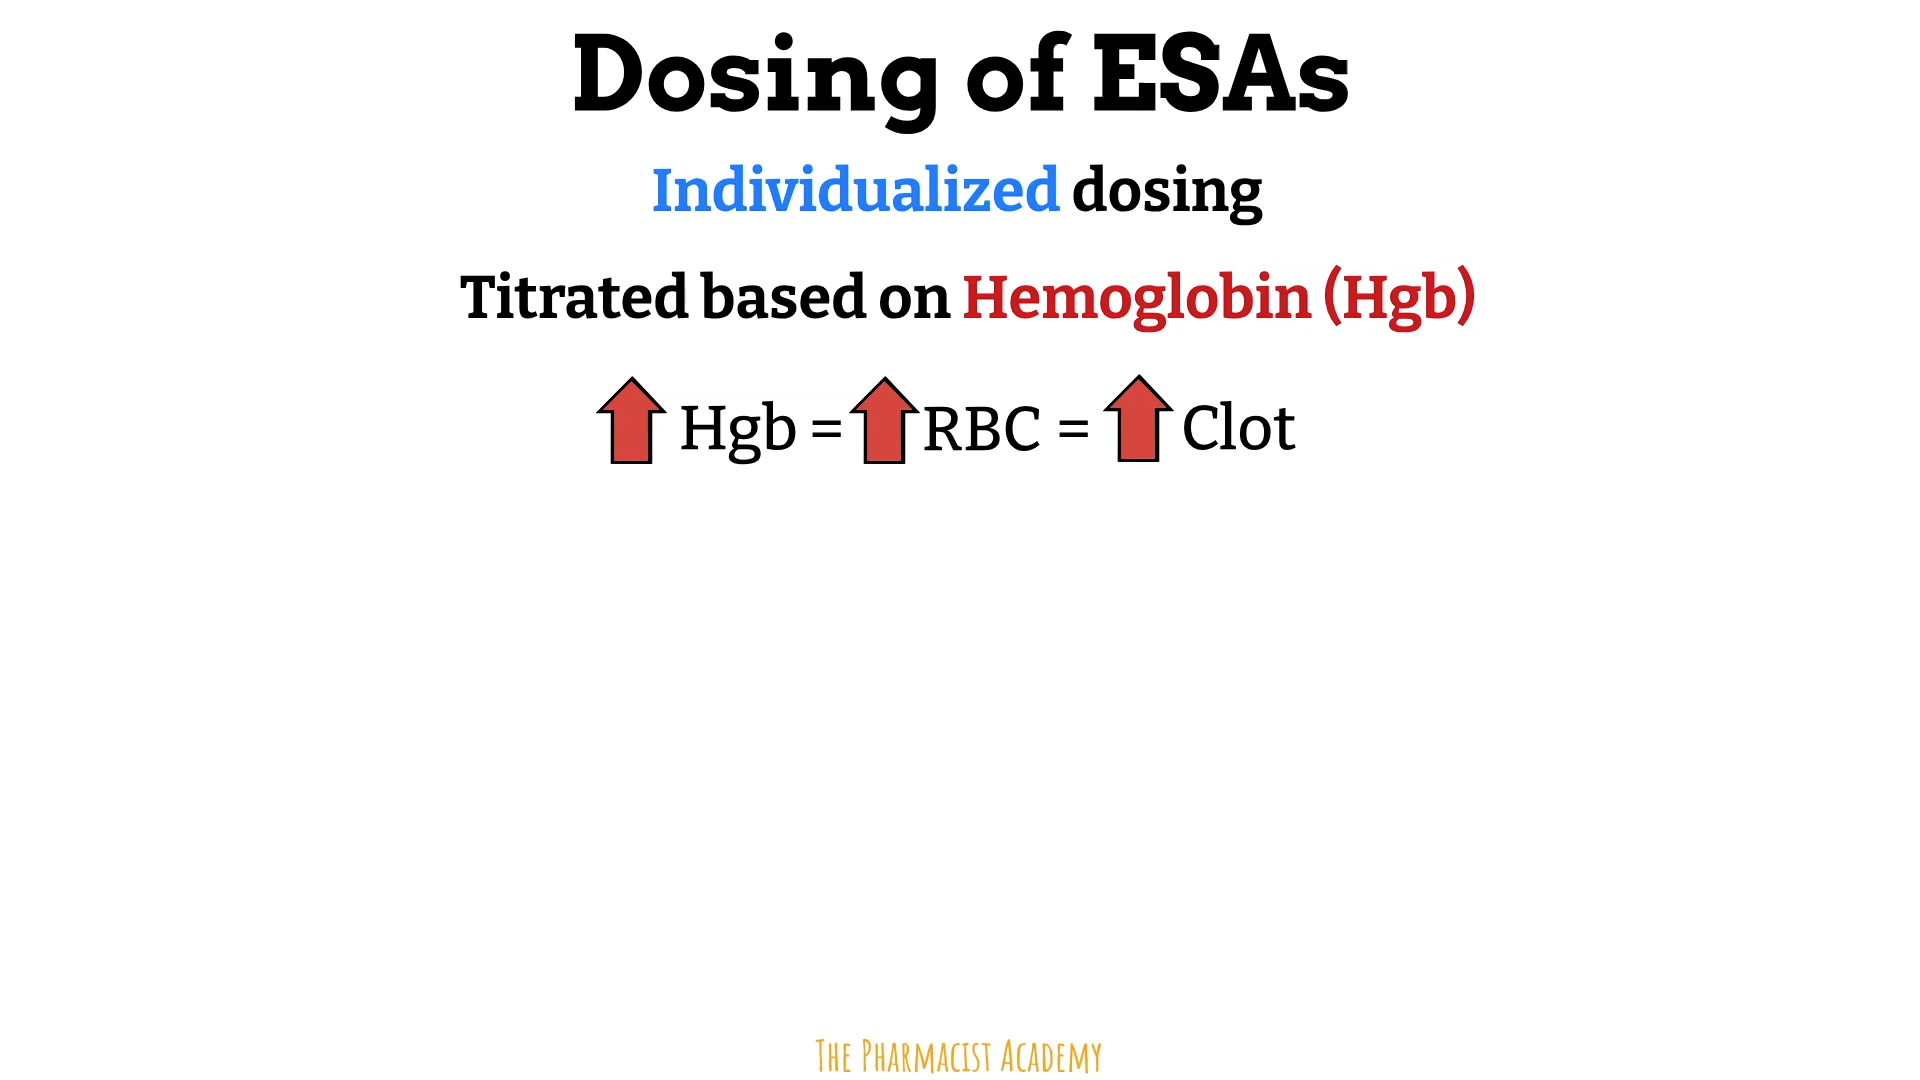 Dosing of ESAs
Individualized dosing
Titrated based on Hemoglobin (Hgb)
Hgb = RBC = Clot
The Pharmacist Academy